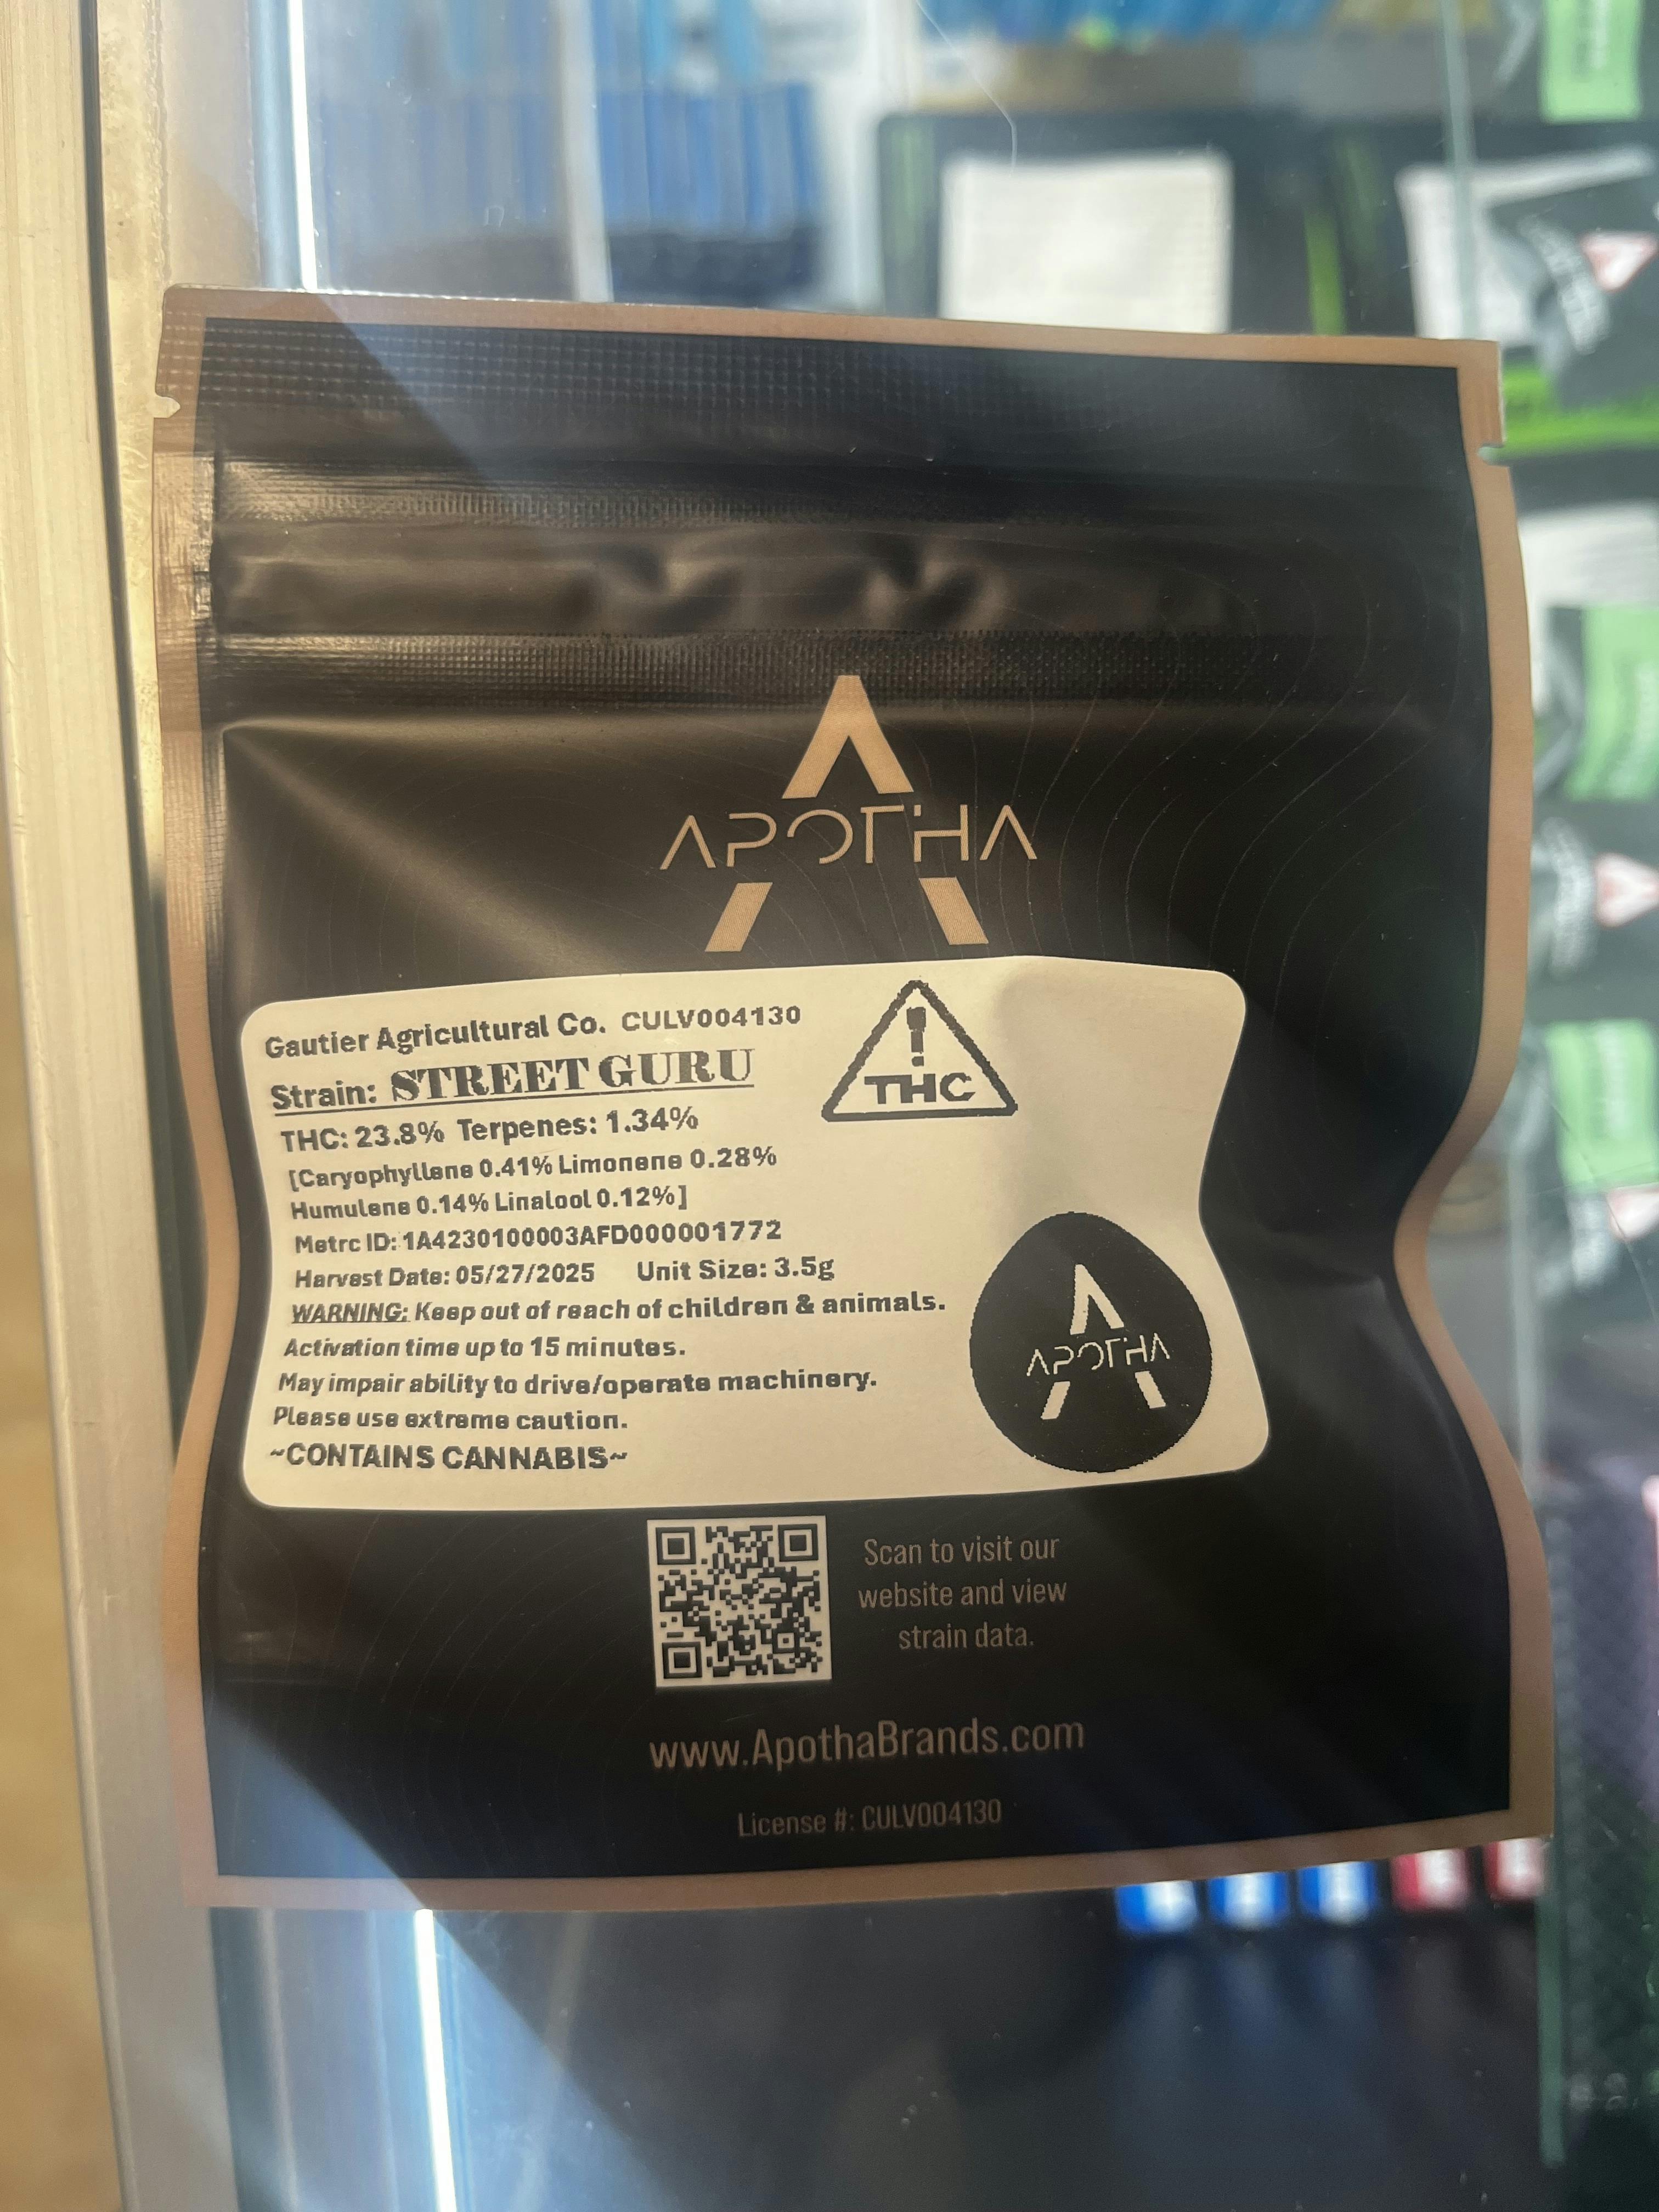 APOTHA
Gautier Agricultural Co. CULV004130
Strain: STREET GURU
THC: 23.8% Terpenes: 1.34%
[Caryophyllene 0.41% Limonene 0.28%
Humulene 0.14% Linalool 0.12%]
Metrc ID: 1A4230100003AFD000001772
Harvest Date: 05/27/2025 Unit Size: 3.5g
WARNING: Keep out of reach of children & animals.
Activation time up to 15 minutes.
May impair ability to drive/operate machinery.
Please use extreme caution.
~CONTAINS CANNABIS~
!
THC
APOTHA
Scan to visit our
website and view
strain data.
www.ApothaBrands.com
License #: CULV004130